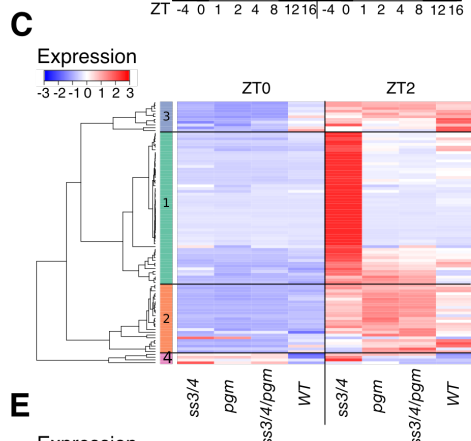 ZT -4 0 1 2 4 8 12 16 -4 0 1 2 4 8 12 16
C
Expression
-3 -2 -1 0 1 2 3
ZT0 ZT2
3
1
2
4
ss3/4 pgm ss3/4/pgm WT ss3/4 pgm ss3/4/pgm WT
E
Expression